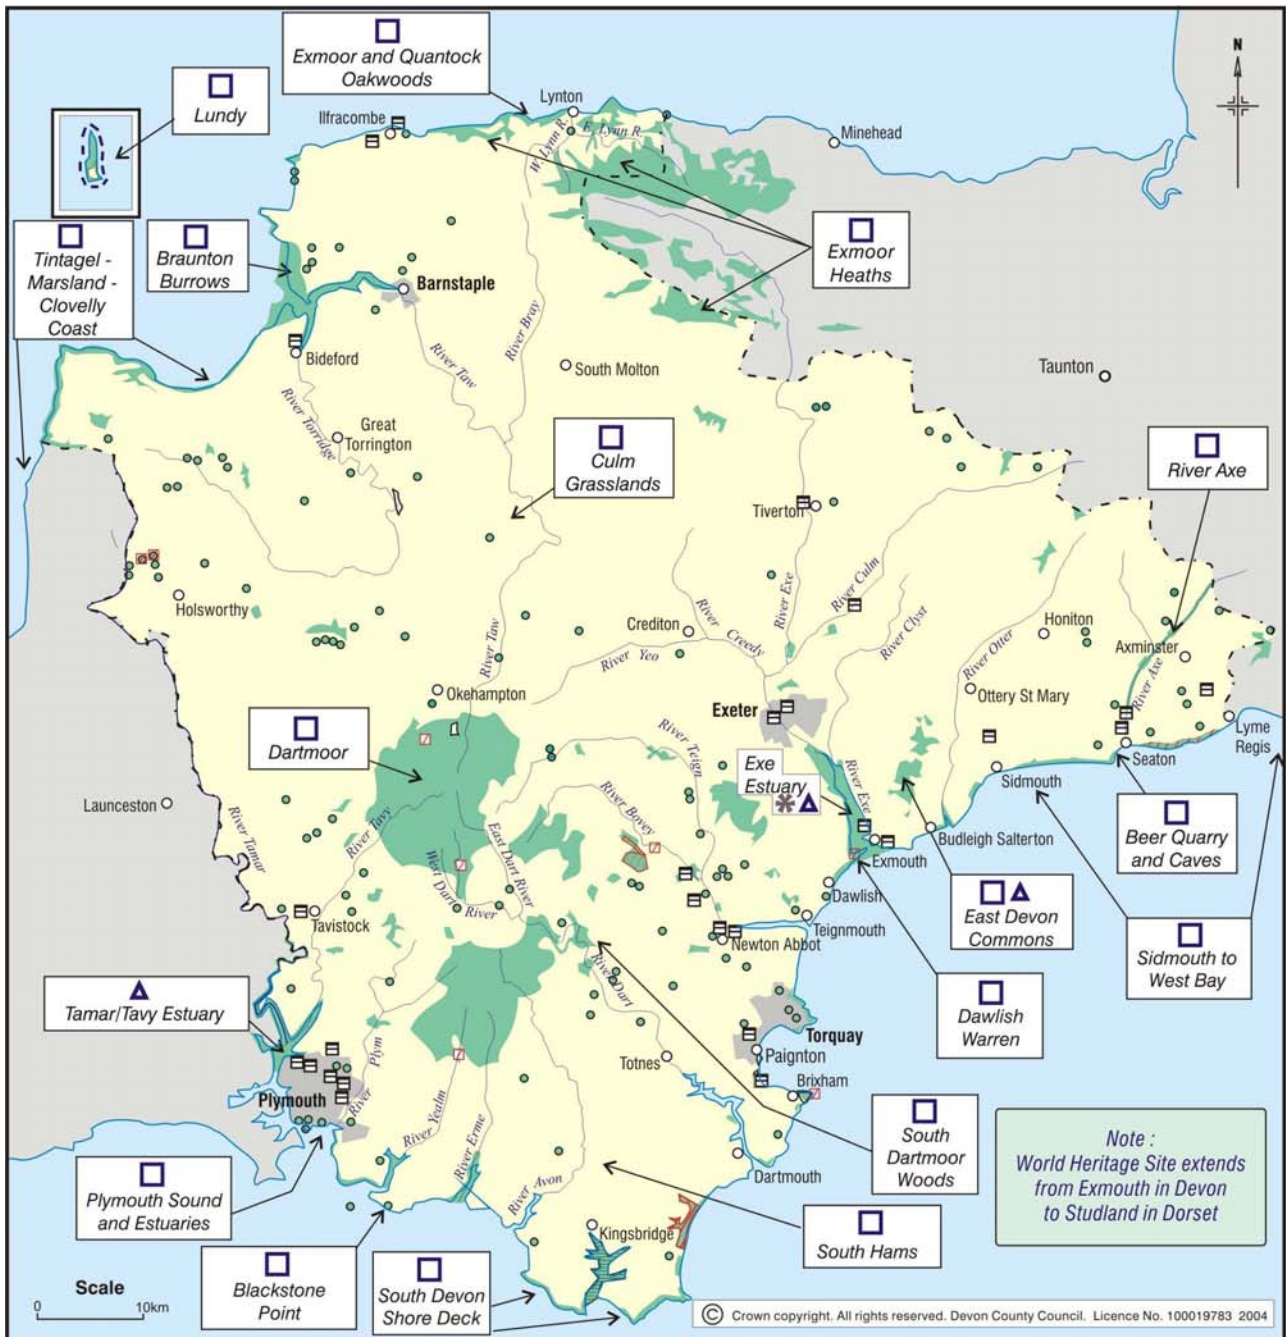 Exmoor and Quantock
Oakwoods
N
Lundy
Lynton
Ilfracombe
E. Lynn R.
W. Lynn R.
Minehead
Tintagel -
Marsland -
Clovelly
Coast
Braunton
Burrows
Exmoor
Heaths
Barnstaple
River Bray
Bideford
River Taw
South Molton
Taunton
River Torridge
Great
Torrington
Culm
Grasslands
River Axe
Tiverton
River Exe
River Culm
Holsworthy
River Clyst
Crediton
River
Creedy
Honiton
River Otter
Axminster
River Taw
River Yeo
River Axe
Okehampton
Ottery St Mary
Exeter
Lyme
Regis
Dartmoor
River Teign
Exe
Estuary
River Exe
Seaton
Sidmouth
Launceston
River Tavy
River Bovey
River Tamar
East Dart River
Budleigh Salterton
Beer Quarry
and Caves
West Dart
River
Exmouth
Dawlish
East Devon
Commons
Tavistock
Teignmouth
Newton Abbot
Sidmouth to
West Bay
River Dart
Tamar/Tavy Estuary
Dawlish
Warren
Torquay
Plym
River
Totnes
Paignton
Brixham
Plymouth
River Yealm
River Erme
South
Dartmoor
Woods
Note :
World Heritage Site extends
from Exmouth in Devon
to Studland in Dorset
Dartmouth
Plymouth Sound
and Estuaries
River Avon
Kingsbridge
South Hams
Blackstone
Point
South Devon
Shore Deck
Scale
0 10km
© Crown copyright. All rights reserved. Devon County Council. Licence No. 100019783 2004